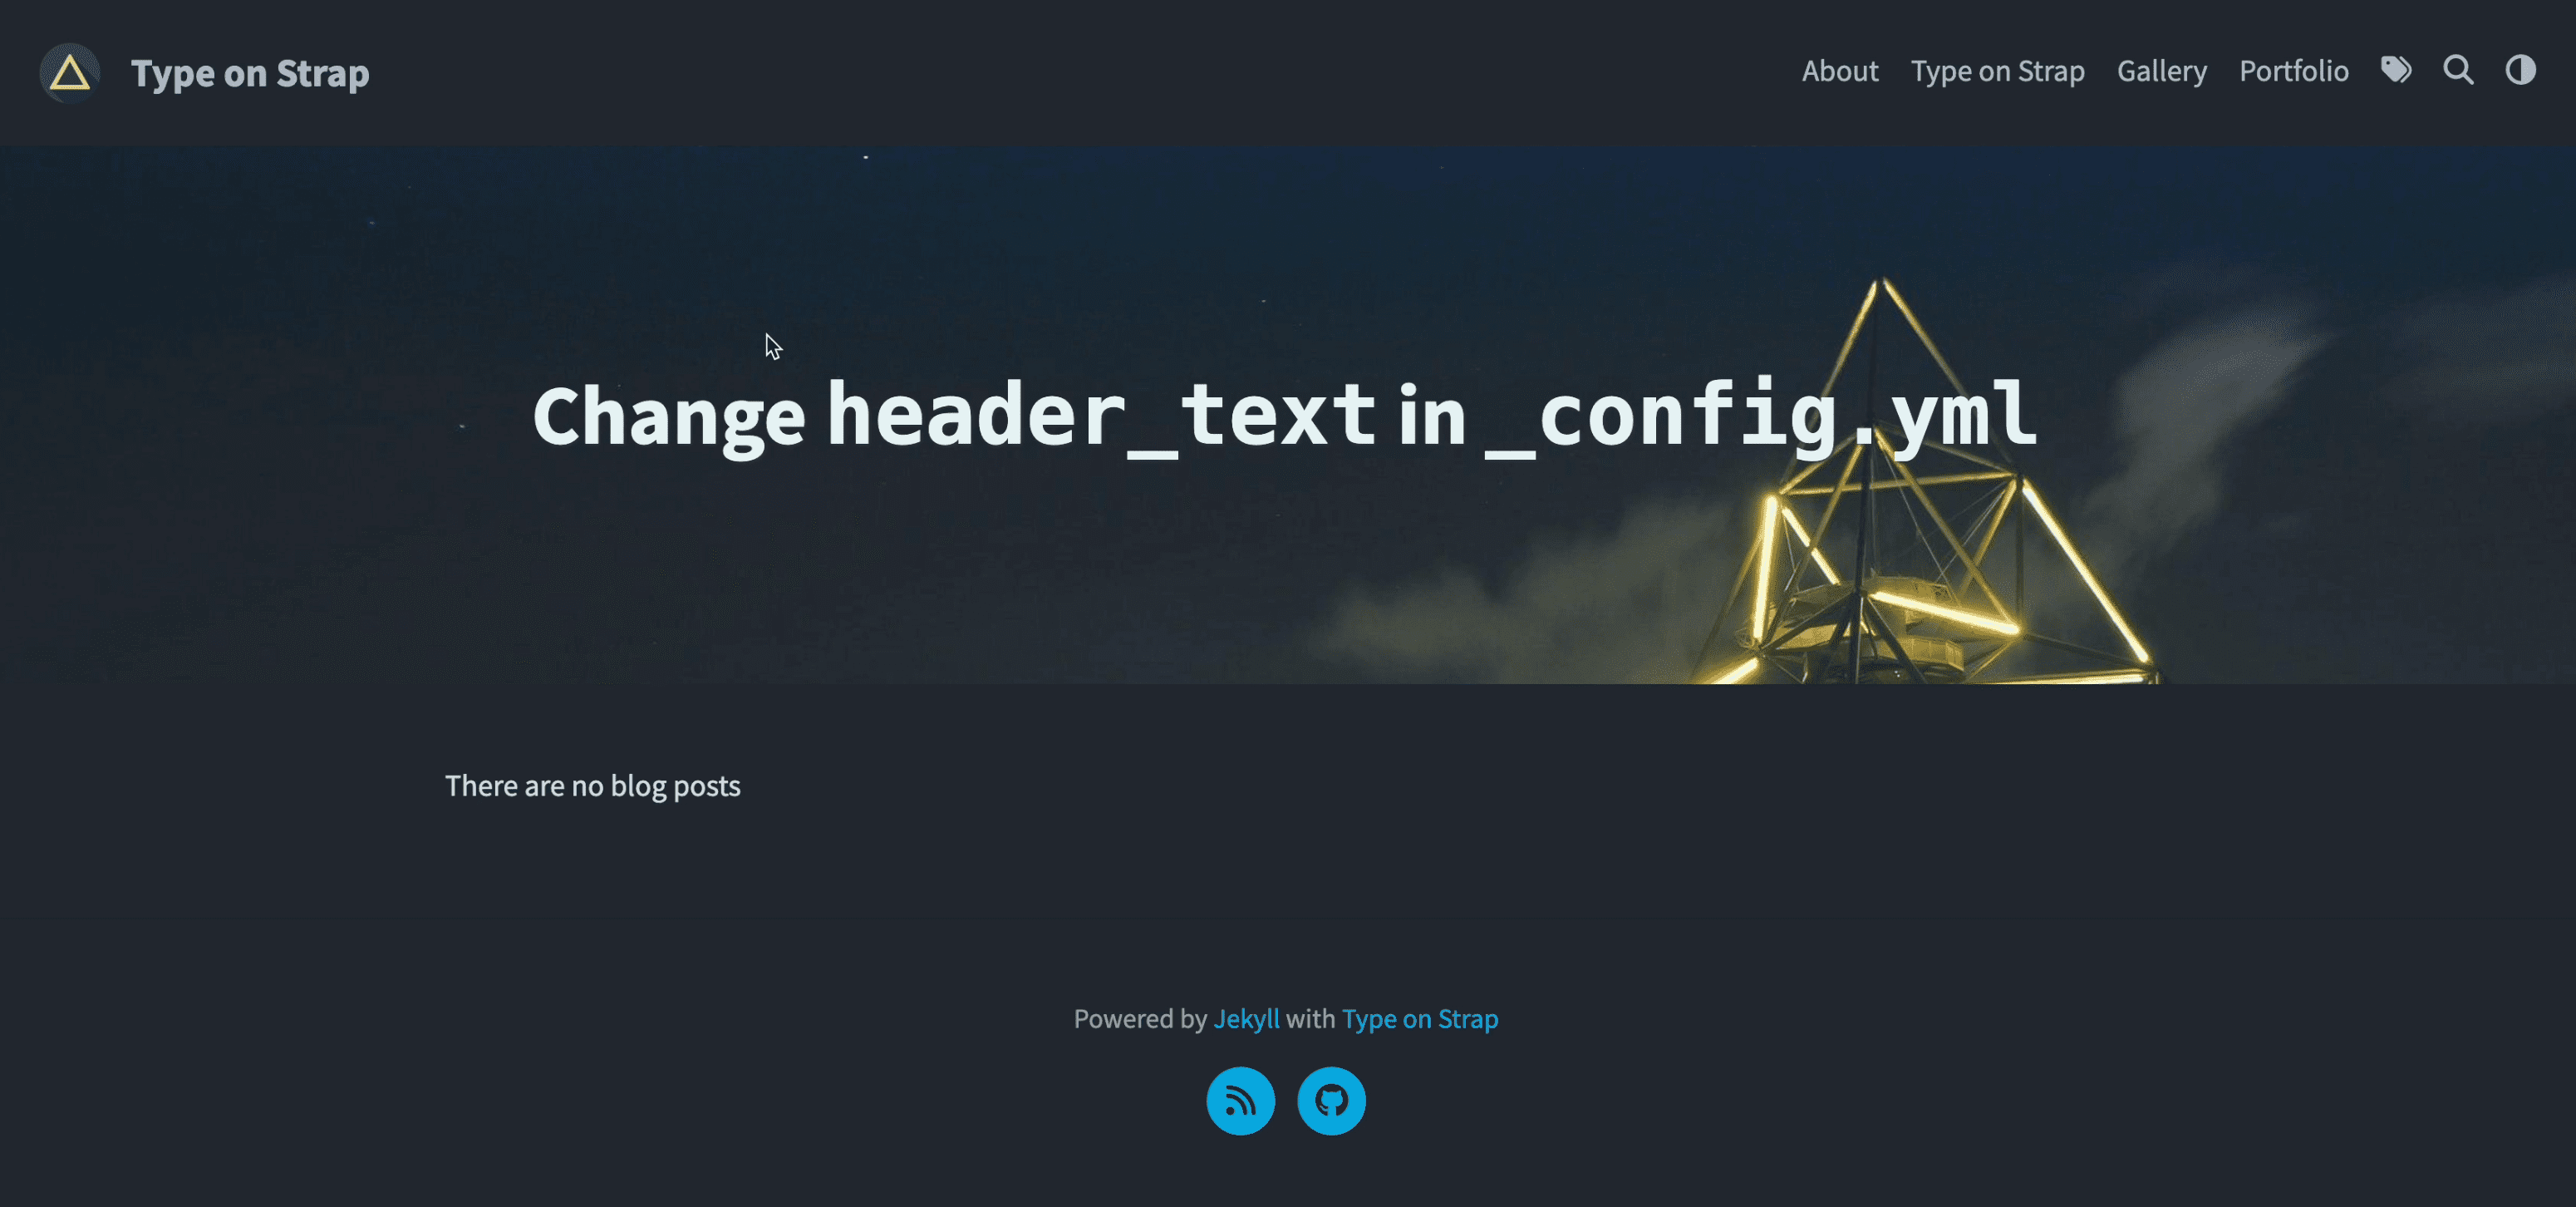 Type on Strap
About Type on Strap Gallery Portfolio
Change header_text in _config.yml
There are no blog posts
Powered by Jekyll with Type on Strap